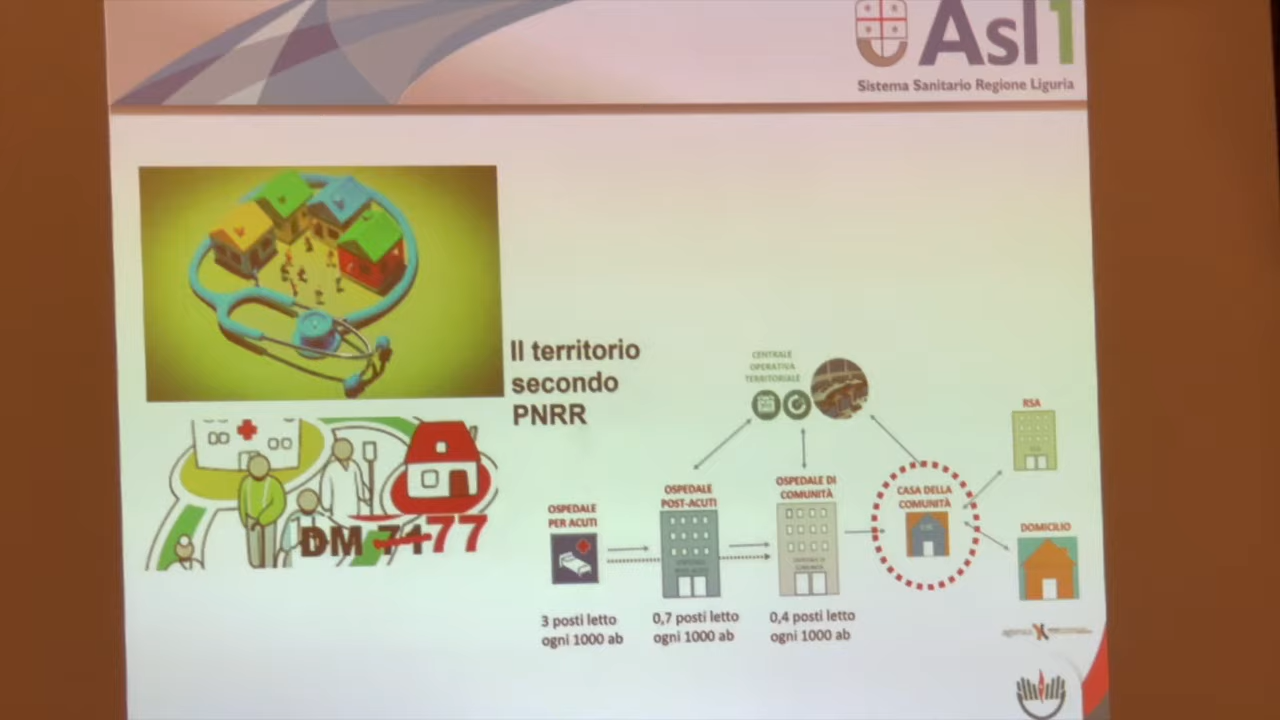 Asl1
Sistema Sanitario Regione Liguria
Il territorio
secondo
PNRR
DM 7177
CENTRALE
OPERATIVA
TERRITORIALE
OSPEDALE
PER ACUTI
OSPEDALE
POST-ACUTI
OSPEDALE DI
COMUNITÀ
CASA DELLA
COMUNITÀ
RSA
DOMICILIO
3 posti letto
ogni 1000 ab
0,7 posti letto
ogni 1000 ab
0,4 posti letto
ogni 1000 ab